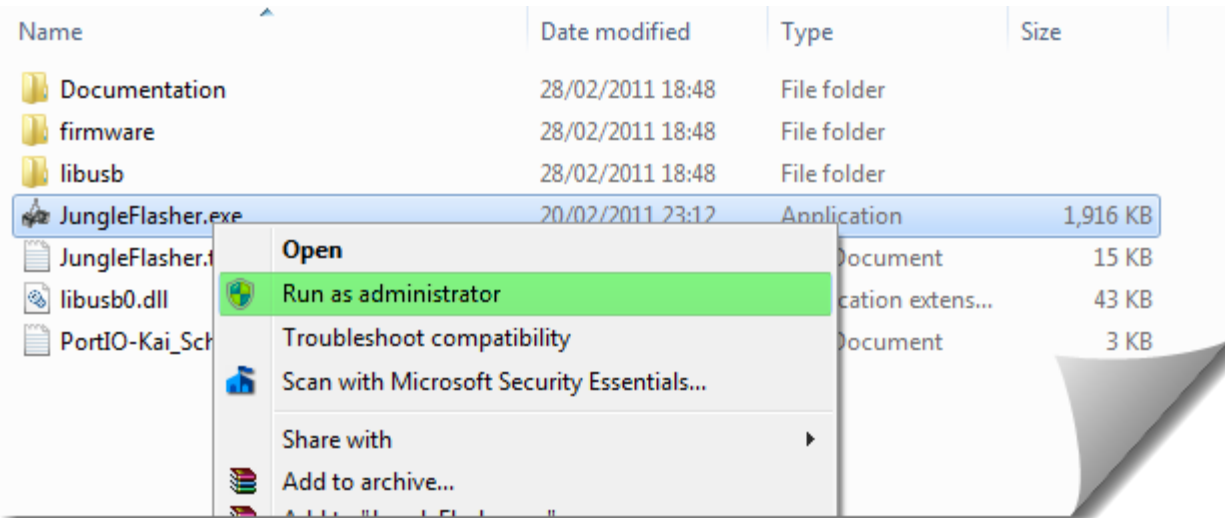 Name Date modified Type Size
Documentation 28/02/2011 18:48 File folder
firmware 28/02/2011 18:48 File folder
libusb 28/02/2011 18:48 File folder
JungleFlasher.exe 20/02/2011 23:12 Application 1,916 KB
JungleFlasher.t Document 15 KB
libusb0.dll cation extens... 43 KB
PortIO-Kai_Sch Document 3 KB
Open
Run as administrator
Troubleshoot compatibility
Scan with Microsoft Security Essentials...
Share with
Add to archive...